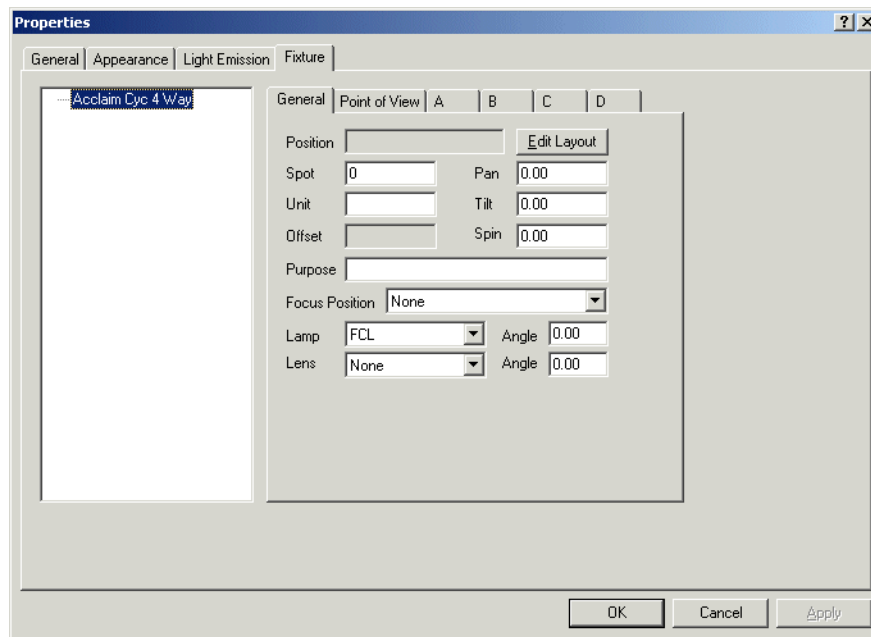 Properties
General Appearance Light Emission Fixture
Acclaim Cyc 4 Way
General Point of View A B C D
Position Edit Layout
Spot 0 Pan 0.00
Unit Tilt 0.00
Offset Spin 0.00
Purpose
Focus Position None
Lamp FCL Angle 0.00
Lens None Angle 0.00
OK Cancel Apply